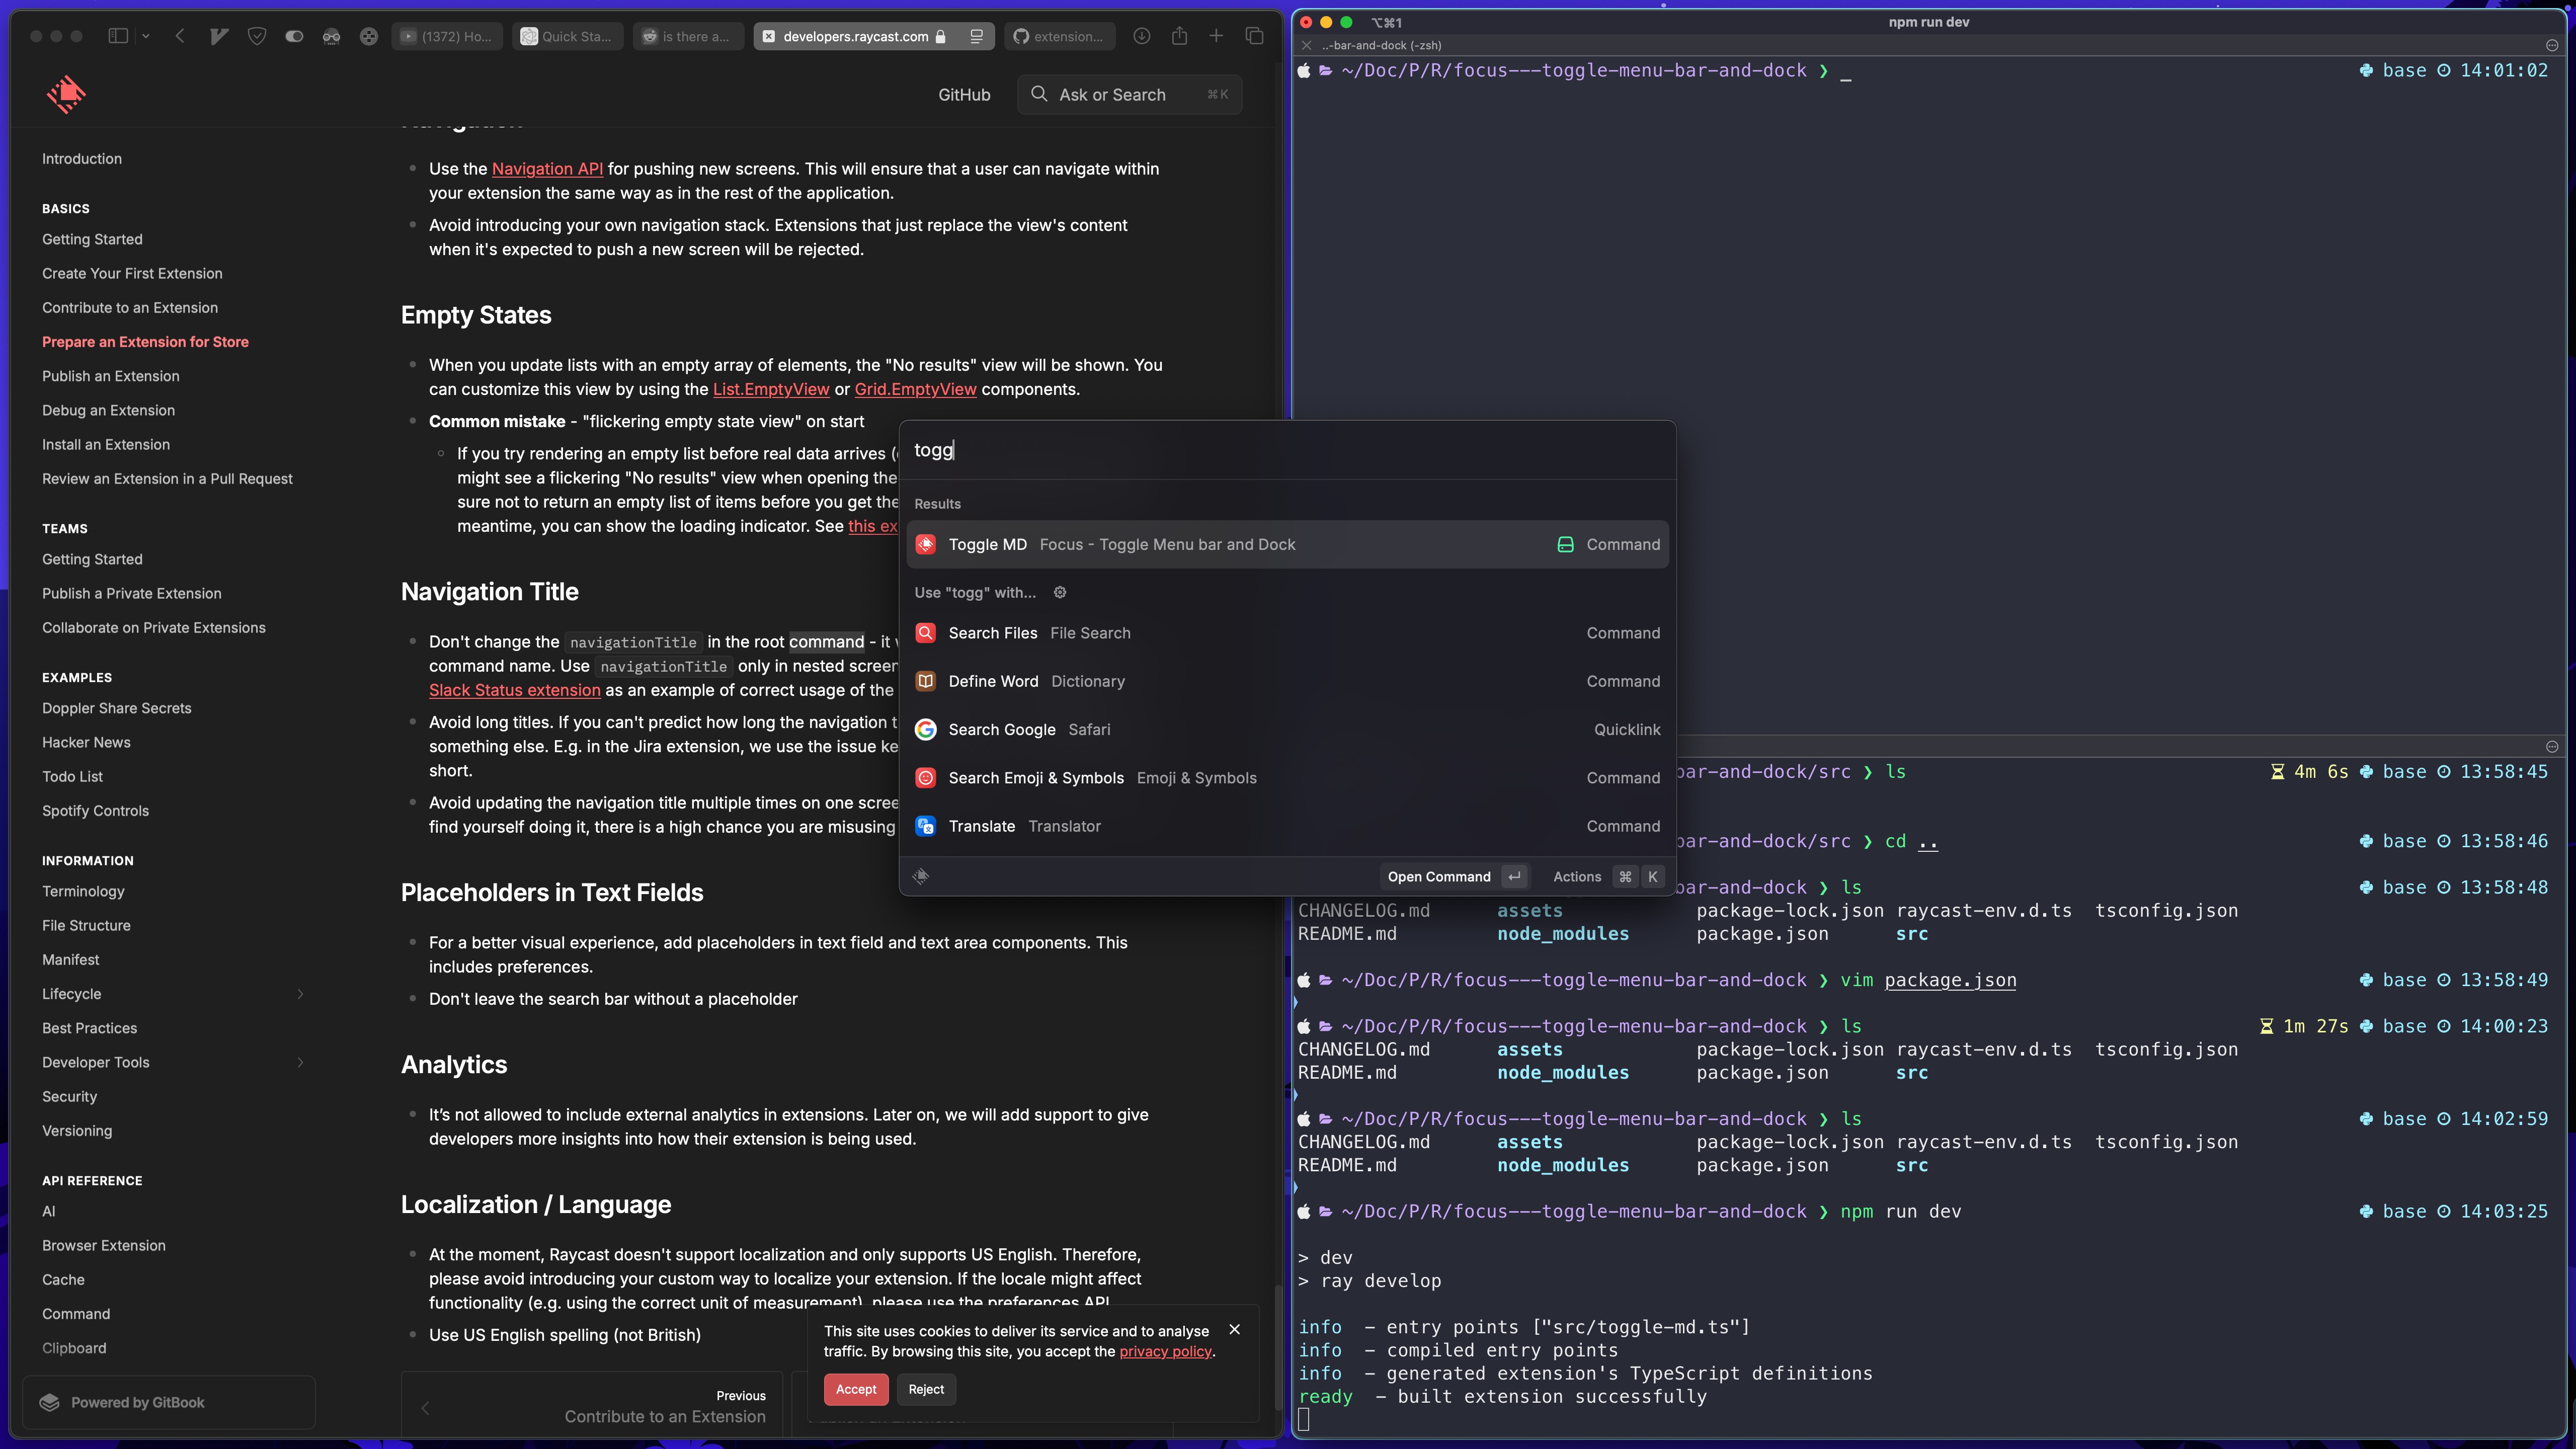 (1372) Ho...
Quick Sta...
is there a...
developers.raycast.com
extension...
GitHub
Ask or Search
⌘ K
Introduction
BASICS
Getting Started
Create Your First Extension
Contribute to an Extension
Prepare an Extension for Store
Publish an Extension
Debug an Extension
Install an Extension
Review an Extension in a Pull Request
TEAMS
Getting Started
Publish a Private Extension
Collaborate on Private Extensions
EXAMPLES
Doppler Share Secrets
Hacker News
Todo List
Spotify Controls
INFORMATION
Terminology
File Structure
Manifest
Lifecycle
Best Practices
Developer Tools
Security
Versioning
API REFERENCE
AI
Browser Extension
Cache
Command
Clipboard
Powered by GitBook
Use the Navigation API for pushing new screens. This will ensure that a user can navigate within
your extension the same way as in the rest of the application.
Avoid introducing your own navigation stack. Extensions that just replace the view's content
when it's expected to push a new screen will be rejected.
Empty States
When you update lists with an empty array of elements, the "No results" view will be shown. You
can customize this view by using the List.EmptyView or Grid.EmptyView components.
Common mistake - "flickering empty state view" on start
If you try rendering an empty list before real data arrives (
might see a flickering "No results" view when opening the
sure not to return an empty list of items before you get the
meantime, you can show the loading indicator. See this ex
Navigation Title
Don't change the navigationTitle in the root command - it
command name. Use navigationTitle only in nested screen
Slack Status extension as an example of correct usage of the
Avoid long titles. If you can't predict how long the navigation t
something else. E.g. in the Jira extension, we use the issue ke
short.
Avoid updating the navigation title multiple times on one scree
find yourself doing it, there is a high chance you are misusing
Placeholders in Text Fields
For a better visual experience, add placeholders in text field and text area components. This
includes preferences.
Don't leave the search bar without a placeholder
Analytics
It’s not allowed to include external analytics in extensions. Later on, we will add support to give
developers more insights into how their extension is being used.
Localization / Language
At the moment, Raycast doesn't support localization and only supports US English. Therefore,
please avoid introducing your custom way to localize your extension. If the locale might affect
functionality (e.g. using the correct unit of measurement), please use the preferences API.
Use US English spelling (not British)
Previous
Contribute to an Extension
This site uses cookies to deliver its service and to analyse
traffic. By browsing this site, you accept the privacy policy.
Accept
Reject
togg
Results
Toggle MD Focus - Toggle Menu bar and Dock Command
Use "togg" with...
Search Files File Search Command
Define Word Dictionary Command
Search Google Safari Quicklink
Search Emoji & Symbols Emoji & Symbols Command
Translate Translator Command
Open Command ↵ Actions ⌘ K
⌥⌘1
npm run dev
..-bar-and-dock (-zsh)
~/Doc/P/R/focus---toggle-menu-bar-and-dock ❯ _ base 14:01:02
bar-and-dock/src ❯ ls 4m 6s base 13:58:45
bar-and-dock/src ❯ cd .. base 13:58:46
bar-and-dock ❯ ls base 13:58:48
CHANGELOG.md assets package-lock.json raycast-env.d.ts tsconfig.json
README.md node_modules package.json src
~/Doc/P/R/focus---toggle-menu-bar-and-dock ❯ vim package.json base 13:58:49
~/Doc/P/R/focus---toggle-menu-bar-and-dock ❯ ls 1m 27s base 14:00:23
CHANGELOG.md assets package-lock.json raycast-env.d.ts tsconfig.json
README.md node_modules package.json src
~/Doc/P/R/focus---toggle-menu-bar-and-dock ❯ ls base 14:02:59
CHANGELOG.md assets package-lock.json raycast-env.d.ts tsconfig.json
README.md node_modules package.json src
~/Doc/P/R/focus---toggle-menu-bar-and-dock ❯ npm run dev base 14:03:25
> dev
> ray develop
info - entry points ["src/toggle-md.ts"]
info - compiled entry points
info - generated extension's TypeScript definitions
ready - built extension successfully